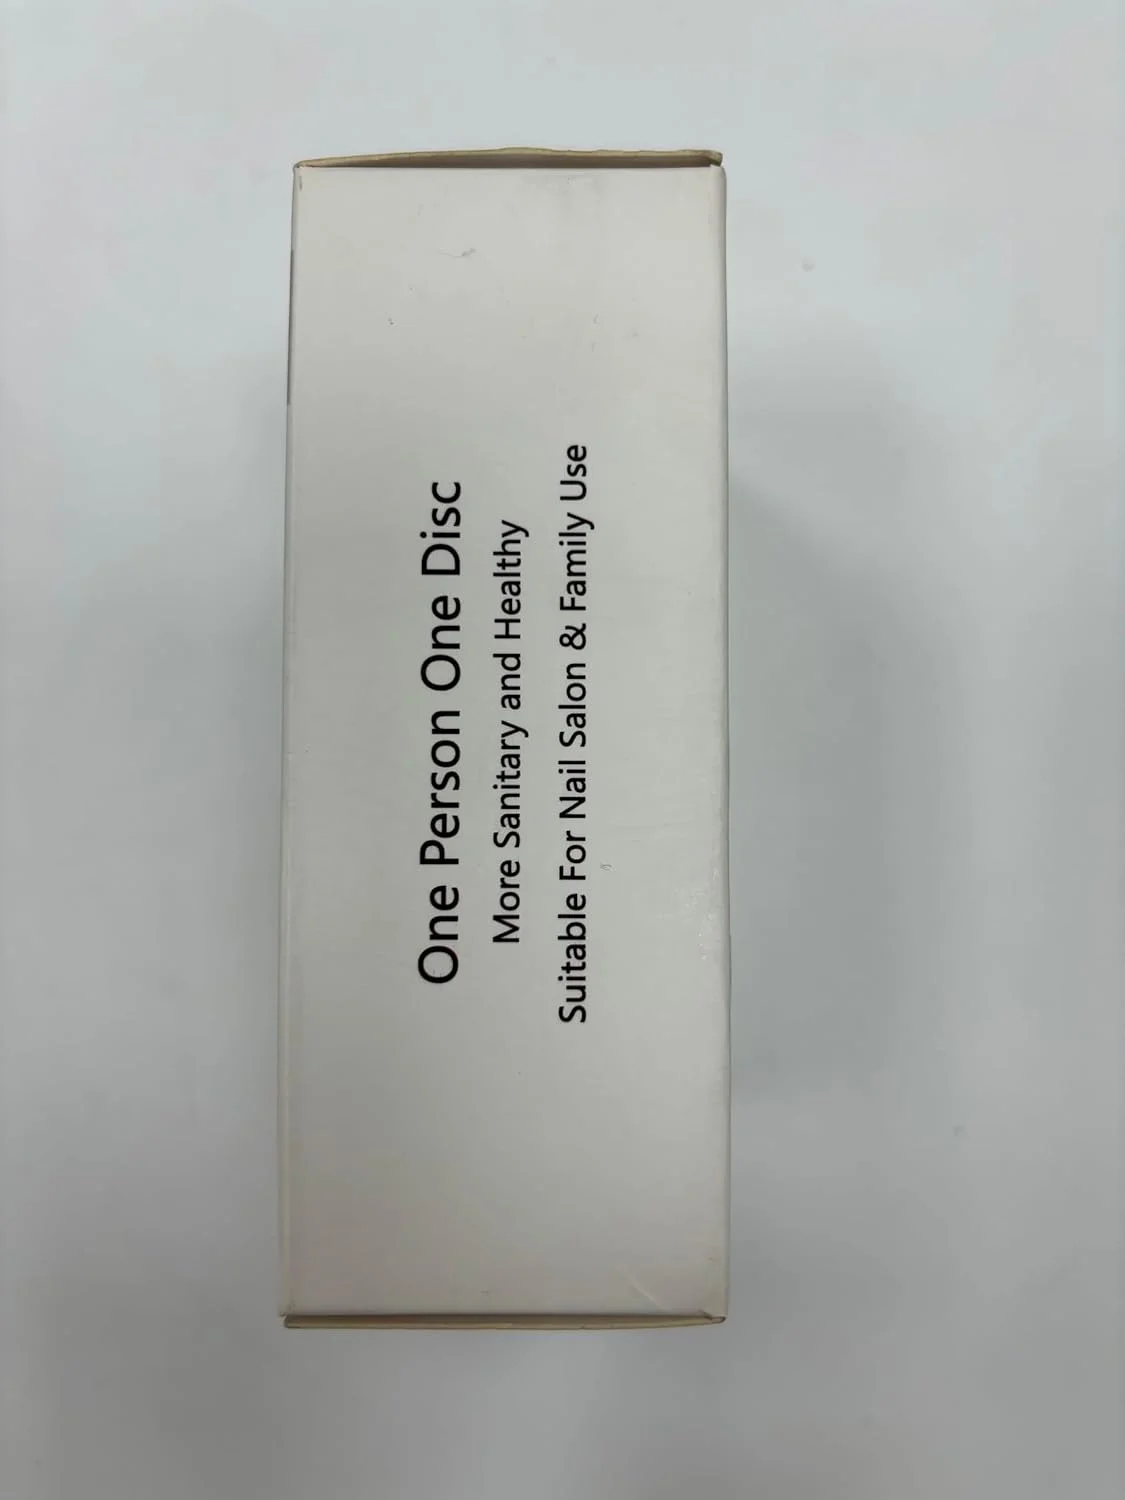 One Person One Disc
More Sanitary and Healthy
Suitable For Nail Salon & Family Use